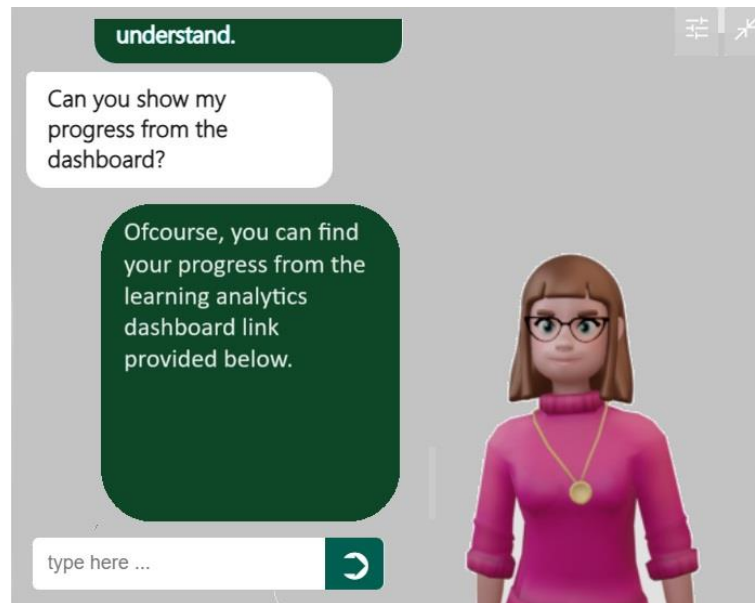 understand.
Can you show my
progress from the
dashboard?
Ofcourse, you can find
your progress from the
learning analytics
dashboard link
provided below.
type here ...